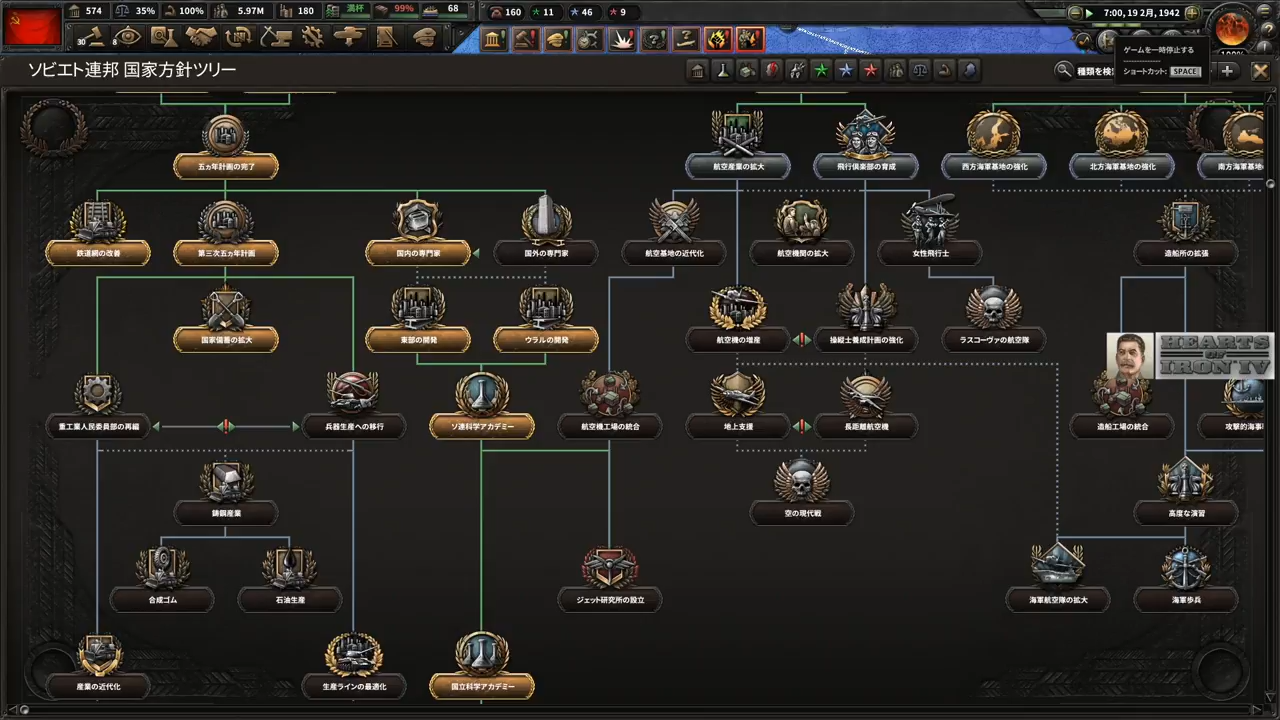 574 35% 100% 5.97M 180 満杯 99% 68 160 11 46 9 7:00, 19 2月, 1942
30
100%
ソビエト連邦 国家方針ツリー
種類を検
ゲームを一時停止する
ショートカット: SPACE
五ヵ年計画の完了 航空産業の拡大 飛行倶楽部の育成 西方海軍基地の強化 北方海軍基地の強化 南方海軍基地
鉄道網の改善 第三次五ヵ年計画 国内の専門家 国外の専門家 航空基地の近代化 航空機関の拡大 女性飛行士 造船所の拡張
国家備蓄の拡大 東部の開発 ウラルの開発 航空機の増産 操縦士養成計画の強化 ラスコーヴァの航空隊
HEARTS OF IRON IV
重工業人民委員部の再編 兵器生産への移行 ソ連科学アカデミー 航空機工場の統合 地上支援 長距離航空機 造船工場の統合 攻撃的海事
鋳鋼産業 空の現代戦 高度な演習
合成ゴム 石油生産 ジェット研究所の設立 海軍航空隊の拡大 海軍歩兵
産業の近代化 生産ラインの最適化 国立科学アカデミー